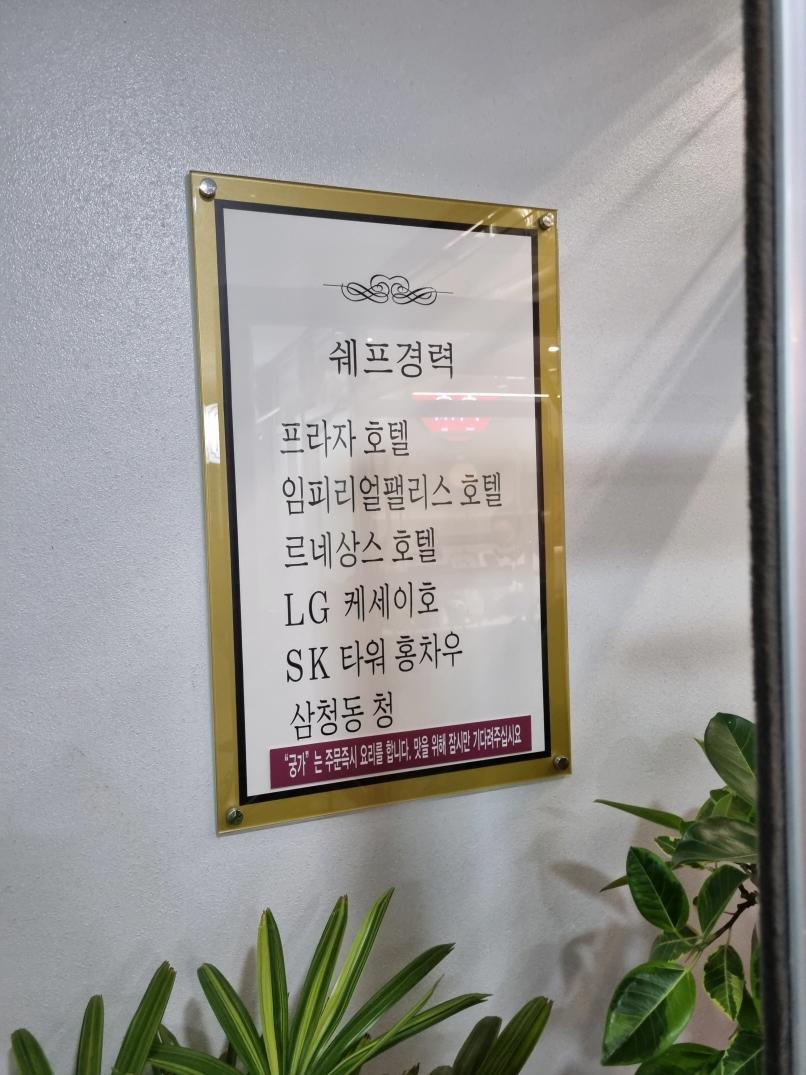 쉐프경력
프라자 호텔
임피리얼팰리스 호텔
르네상스 호텔
LG 케세이호
SK 타워 홍차우
삼청동 청
“궁가” 는 주문즉시 요리를 합니다. 맛을 위해 잠시만 기다려주십시요